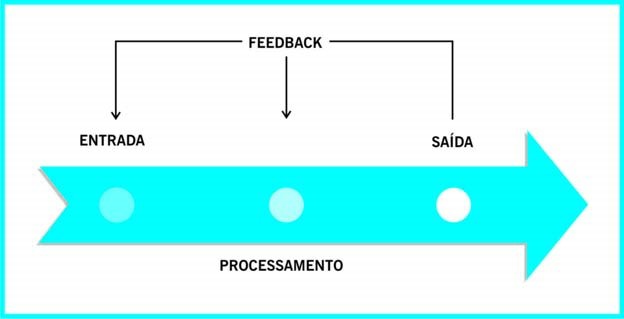 FEEDBACK
ENTRADA
SAÍDA
PROCESSAMENTO